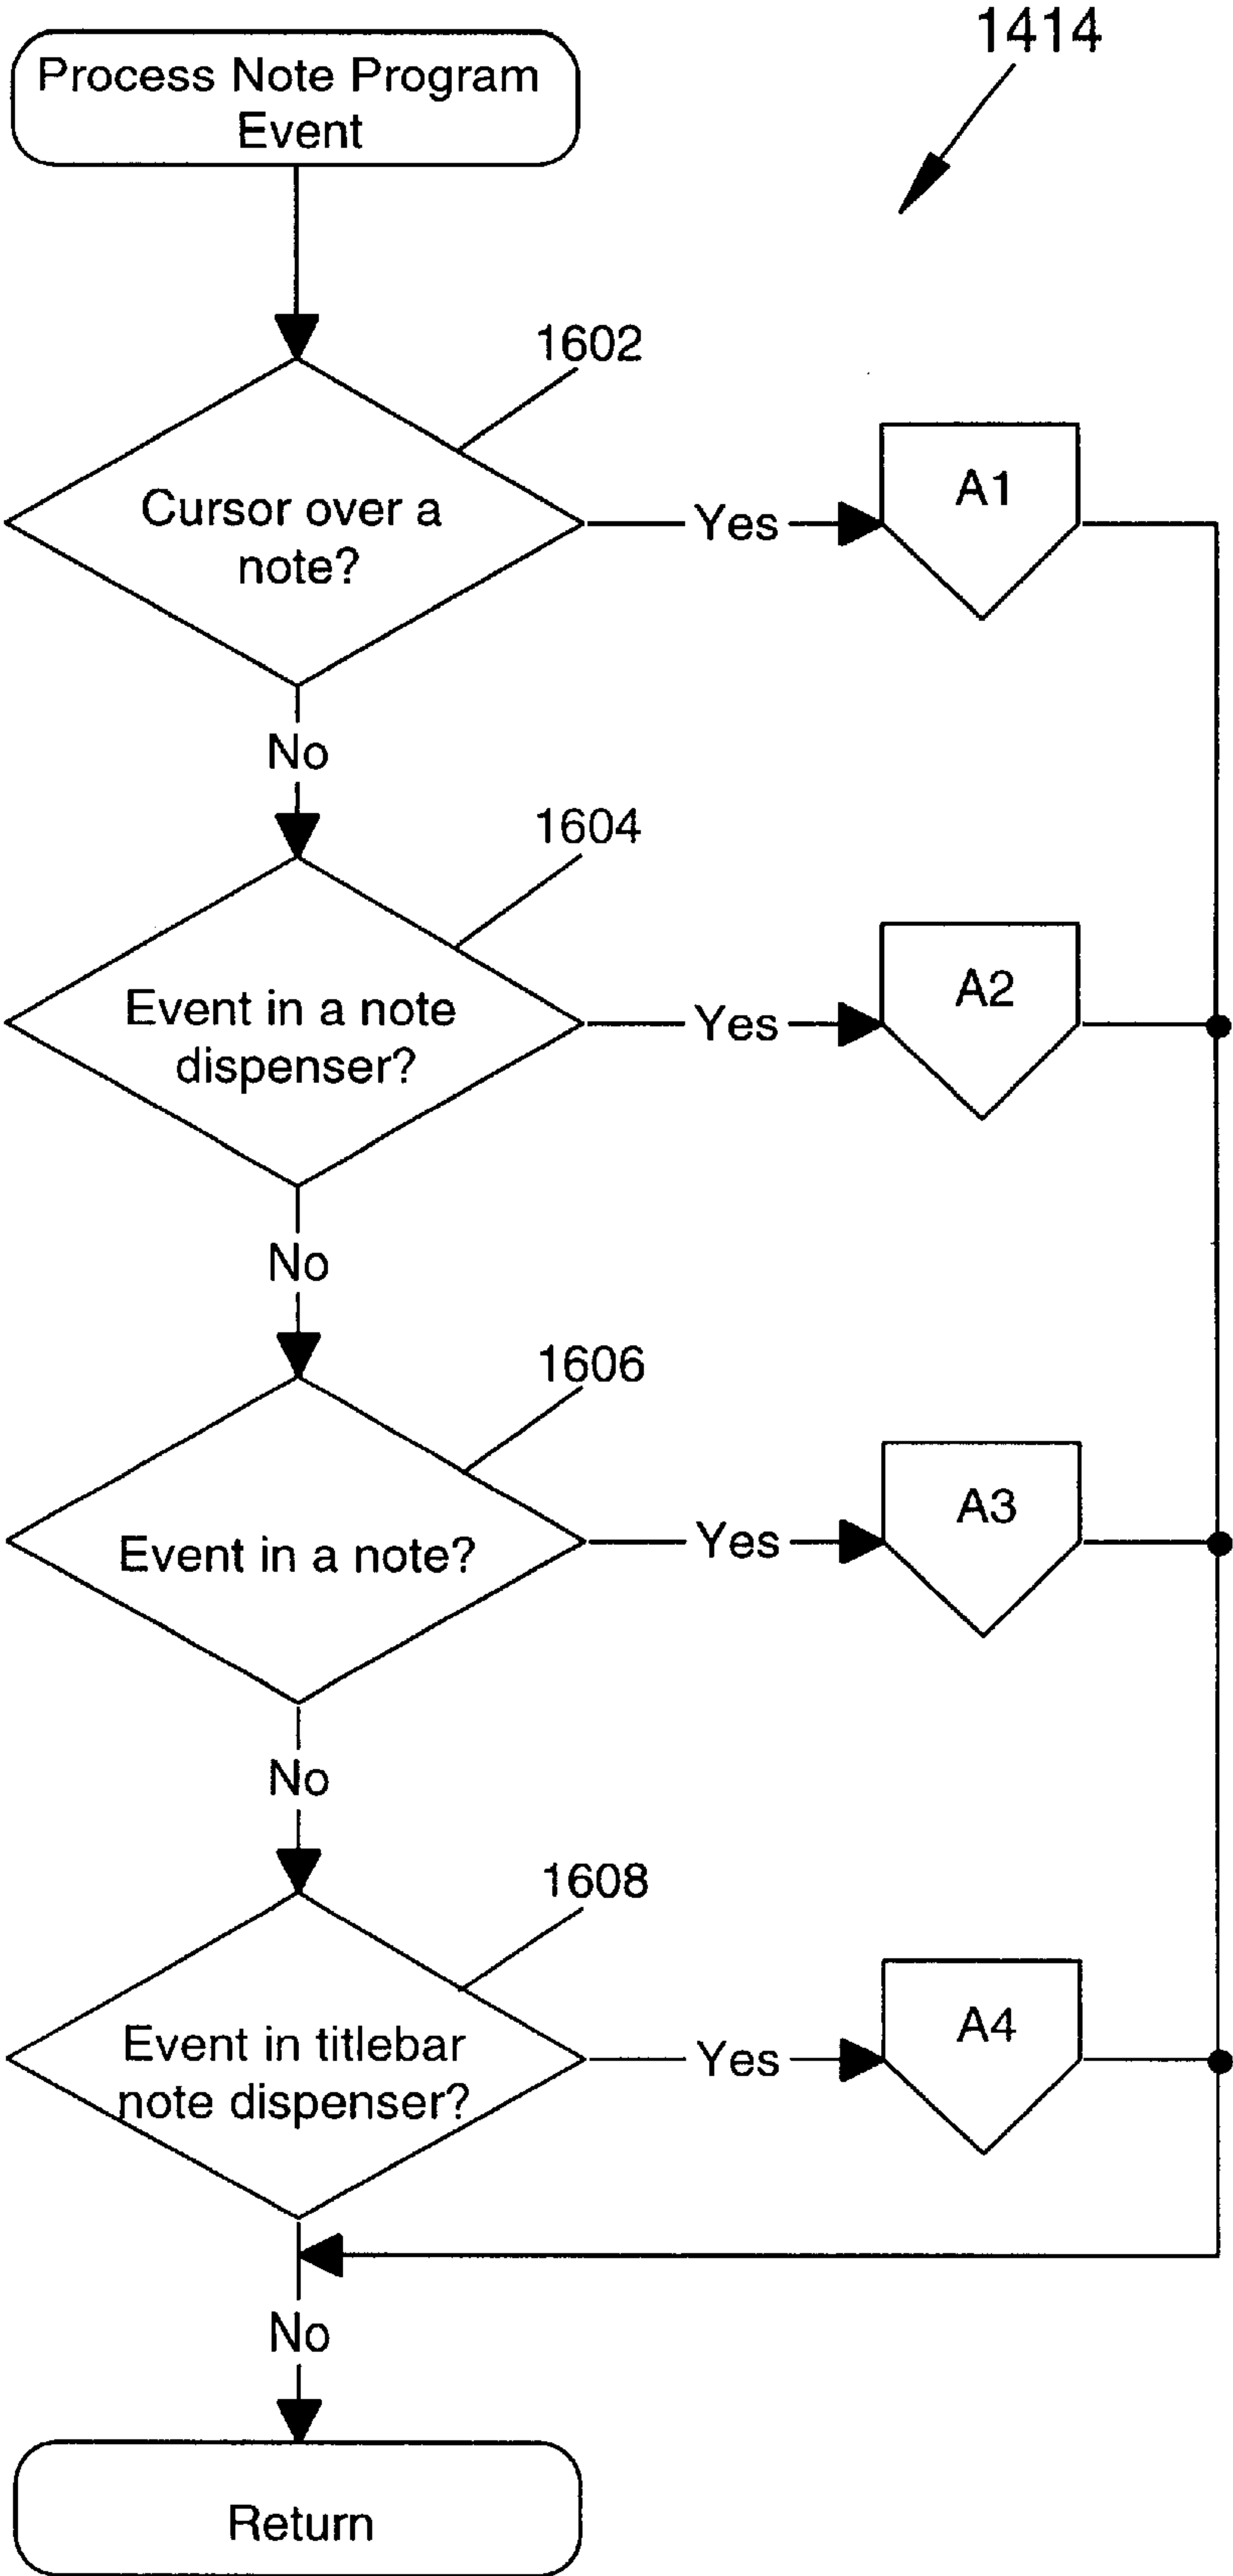 1414
Process Note Program
Event
1602
Cursor over a
note?
Yes
A1
No
1604
Event in a note
dispenser?
Yes
A2
No
1606
Event in a note?
Yes
A3
No
1608
Event in titlebar
note dispenser?
Yes
A4
No
Return